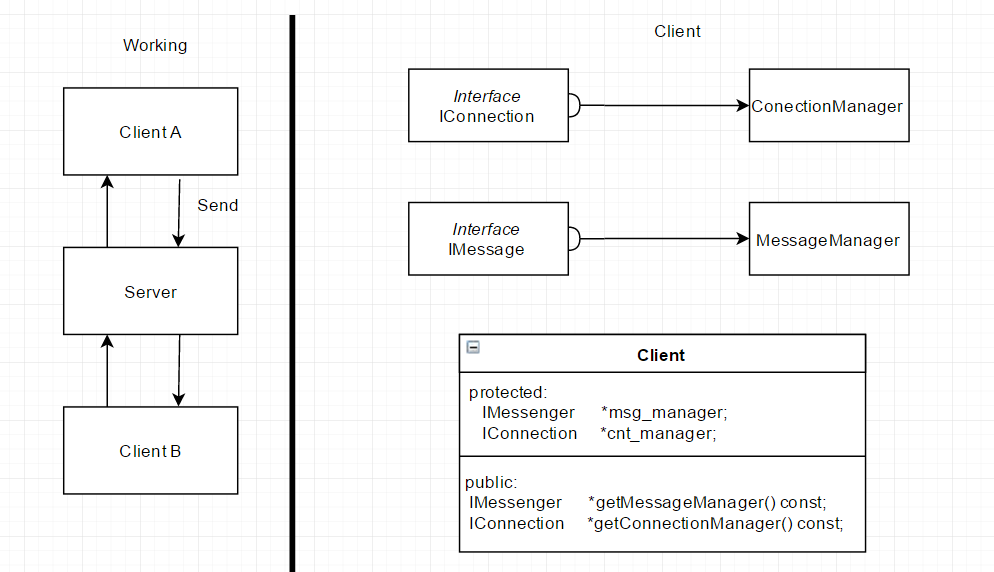 Working
Client A
Send
Server
Client B
Client
Interface
IConnection
ConectionManager
Interface
IMessage
MessageManager
Client
protected:
IMessenger *msg_manager;
IConnection *cnt_manager;
public:
IMessenger *getMessageManager() const;
IConnection *getConnectionManager() const;